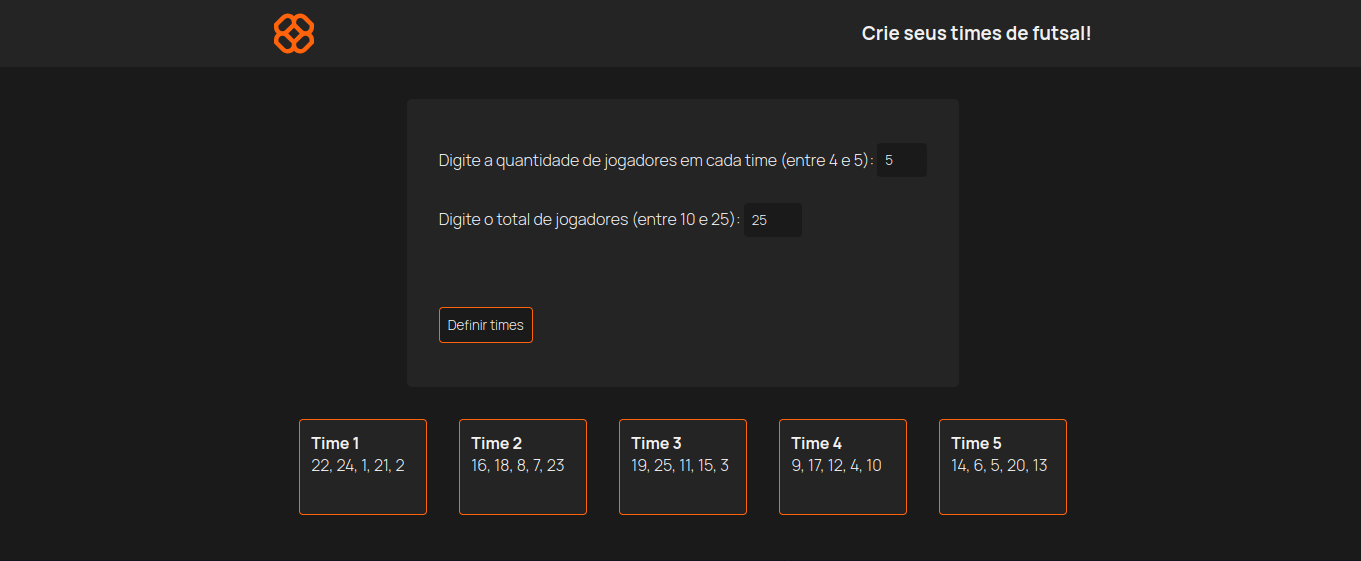 Crie seus times de futsal!
Digite a quantidade de jogadores em cada time (entre 4 e 5): 5
Digite o total de jogadores (entre 10 e 25): 25
Definir times
Time 1
22, 24, 1, 21, 2
Time 2
16, 18, 8, 7, 23
Time 3
19, 25, 11, 15, 3
Time 4
9, 17, 12, 4, 10
Time 5
14, 6, 5, 20, 13